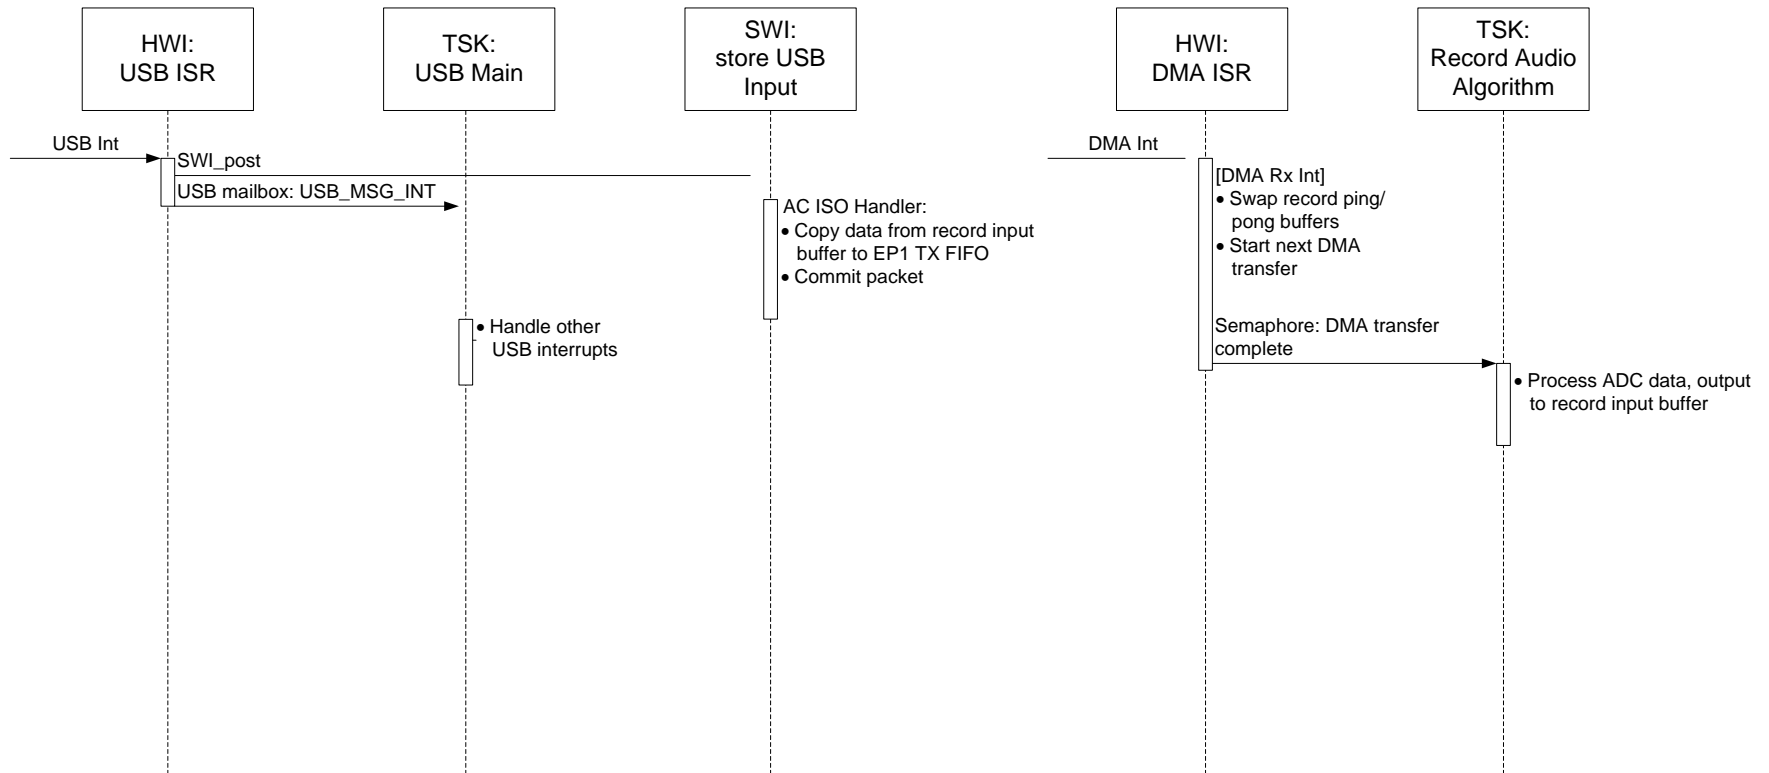 HWI:
USB ISR
TSK:
USB Main
SWI:
store USB
Input
HWI:
DMA ISR
TSK:
Record Audio
Algorithm
USB Int
SWI_post
USB mailbox: USB_MSG_INT
AC ISO Handler:
• Copy data from record input
buffer to EP1 TX FIFO
• Commit packet
• Handle other
USB interrupts
DMA Int
[DMA Rx Int]
• Swap record ping/
pong buffers
• Start next DMA
transfer
Semaphore: DMA transfer
complete
• Process ADC data, output
to record input buffer